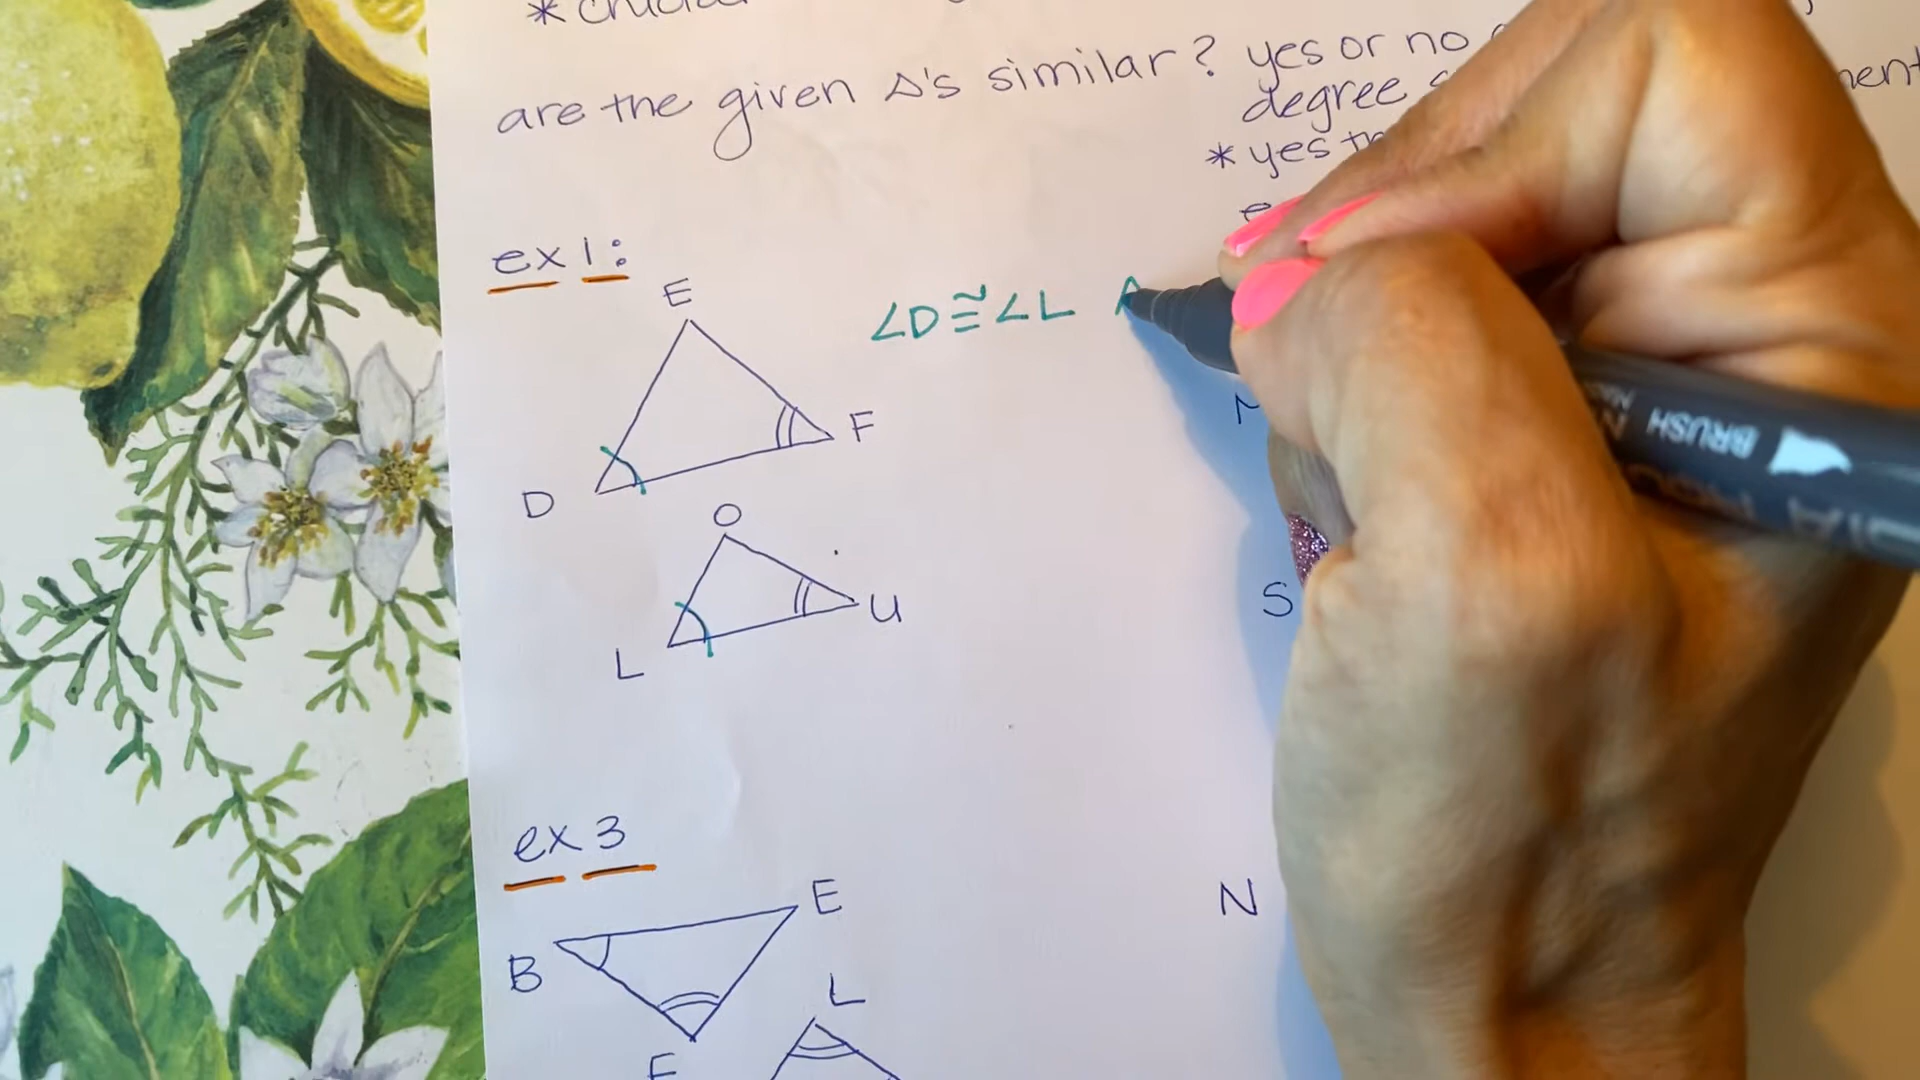 are the given △'s similar? yes or no
degree
* yes
ex 1:
E
∠D ≅ ∠L A
F
D
O
U
L
S
ex 3
E
N
B
L
BRUSH